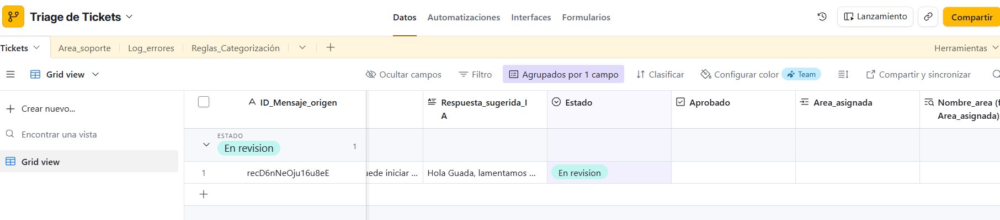 Triage de Tickets
Datos
Automatizaciones
Interfaces
Formularios
Lanzamiento
Compartir
Tickets
Area_soporte
Log_errores
Reglas_Categorización
Herramientas
Grid view
Ocultar campos
Filtro
Agrupados por 1 campo
Clasificar
Configurar color
Team
Compartir y sincronizar
Crear nuevo...
Encontrar una vista
Grid view
ID_Mensaje_origen
Respuesta_sugerida_I
A
Estado
Aprobado
Area_asignada
Nombre_area (f
Area_asignada)
ESTADO
En revision
1
1
recD6nNeOju16u8eE
uede iniciar ...
Hola Guada, lamentamos ...
En revision